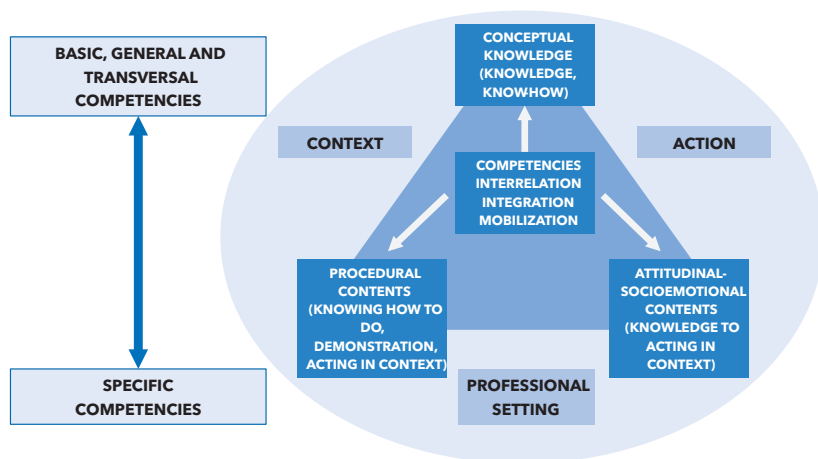 BASIC, GENERAL AND
TRANSVERSAL
COMPETENCIES
SPECIFIC
COMPETENCIES
CONCEPTUAL
KNOWLEDGE
(KNOWLEDGE,
KNOW-HOW)
CONTEXT
ACTION
COMPETENCIES
INTERRELATION
INTEGRATION
MOBILIZATION
PROCEDURAL
CONTENTS
(KNOWING HOW TO
DO,
DEMONSTRATION,
ACTING IN CONTEXT)
ATTITUDINAL-
SOCIOEMOTIONAL
CONTENTS
(KNOWLEDGE TO
ACTING IN
CONTEXT)
PROFESSIONAL
SETTING